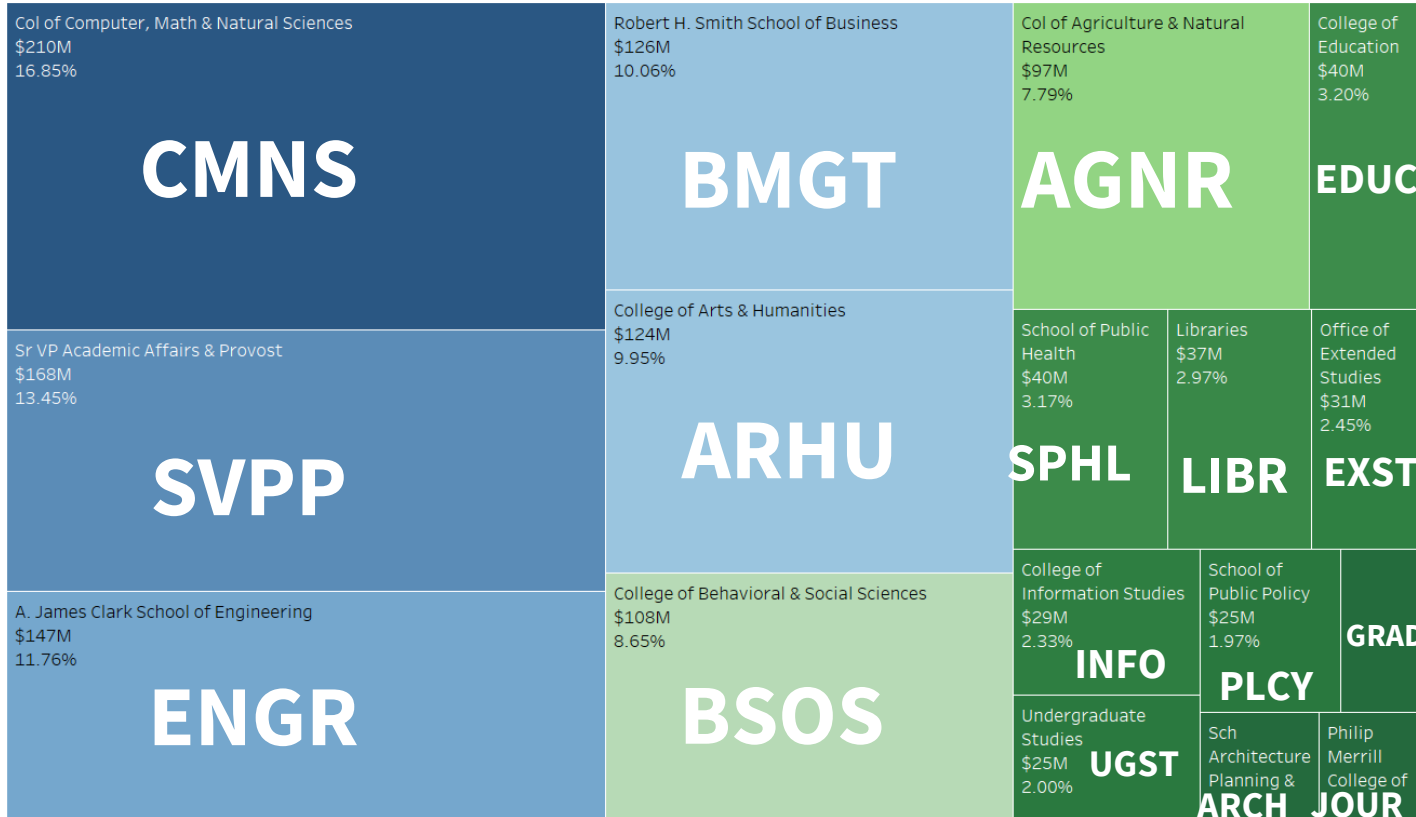 Col of Computer, Math & Natural Sciences
$210M
16.85%
CMNS
Sr VP Academic Affairs & Provost
$168M
13.45%
SVPP
A. James Clark School of Engineering
$147M
11.76%
ENGR
Robert H. Smith School of Business
$126M
10.06%
BMGT
College of Arts & Humanities
$124M
9.95%
ARHU
College of Behavioral & Social Sciences
$108M
8.65%
BSOS
Col of Agriculture & Natural
Resources
$97M
7.79%
AGNR
College of
Education
$40M
3.20%
EDUC
School of Public
Health
$40M
3.17%
SPHL
Libraries
$37M
2.97%
LIBR
Office of
Extended
Studies
$31M
2.45%
EXST
College of
Information Studies
$29M
2.33%
INFO
School of
Public Policy
$25M
1.97%
PLCY
GRAD
Undergraduate
Studies
$25M
2.00%
UGST
Sch
Architecture
Planning &
ARCH
Philip
Merrill
College of
JOUR